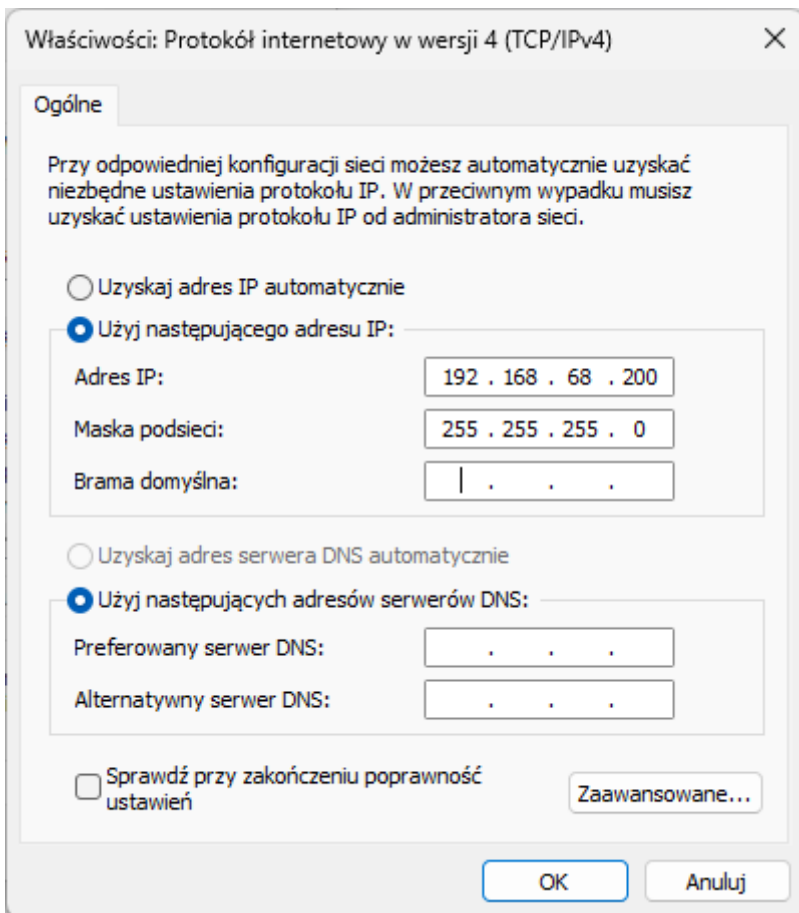 Właściwości: Protokół internetowy w wersji 4 (TCP/IPv4)
Ogólne
Przy odpowiedniej konfiguracji sieci możesz automatycznie uzyskać
niezbędne ustawienia protokołu IP. W przeciwnym wypadku musisz
uzyskać ustawienia protokołu IP od administratora sieci.
Uzyskaj adres IP automatycznie
Użyj następującego adresu IP:
Adres IP: 192 . 168 . 68 . 200
Maska podsieci: 255 . 255 . 255 . 0
Brama domyślna: . . .
Uzyskaj adres serwera DNS automatycznie
Użyj następujących adresów serwerów DNS:
Preferowany serwer DNS: . . .
Alternatywny serwer DNS: . . .
Sprawdź przy zakończeniu poprawność
ustawień
Zaawansowane...
OK Anuluj